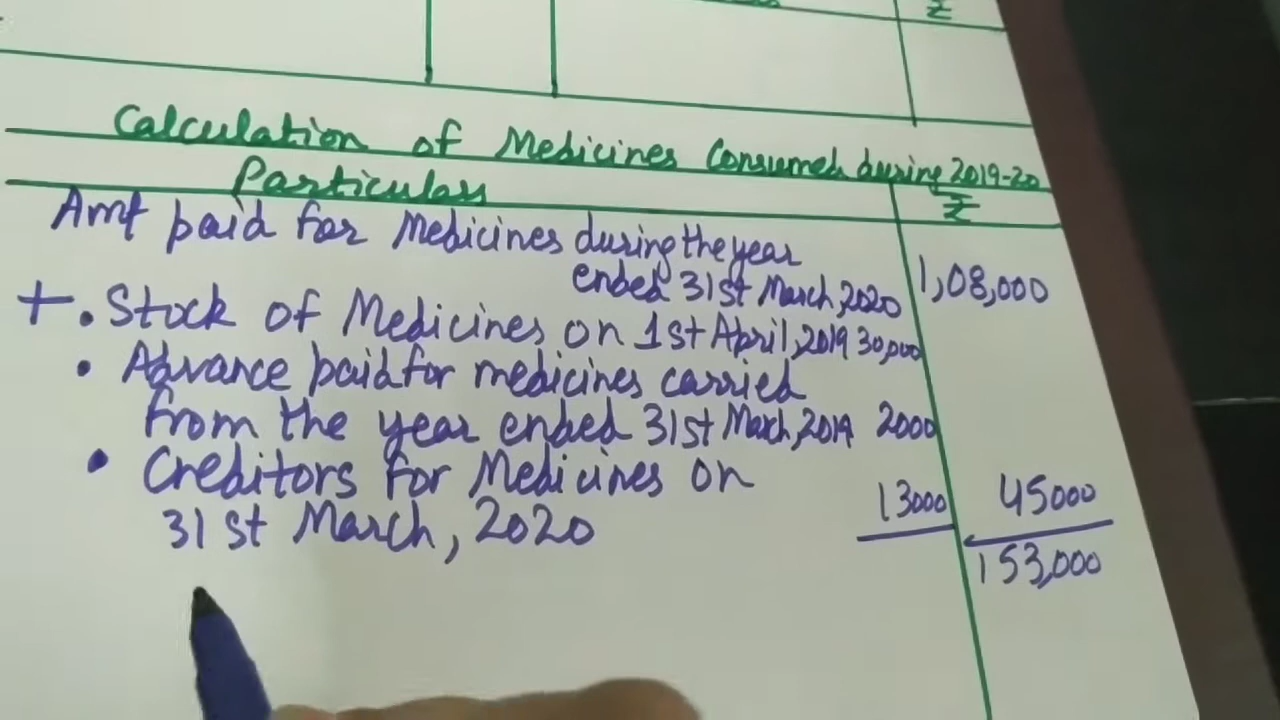 ₹
Calculation of Medicines Consumed during 2019-20
Particulars ₹
Amt paid for Medicines during the year
ended 31st March, 2020 1,08,000
+ • Stock of Medicines on 1st April, 2019 30,000
• Advance paid for medicines carried
from the year ended 31st March, 2019 2000
• Creditors for Medicines on
31st March, 2020 13000 45000
153,000